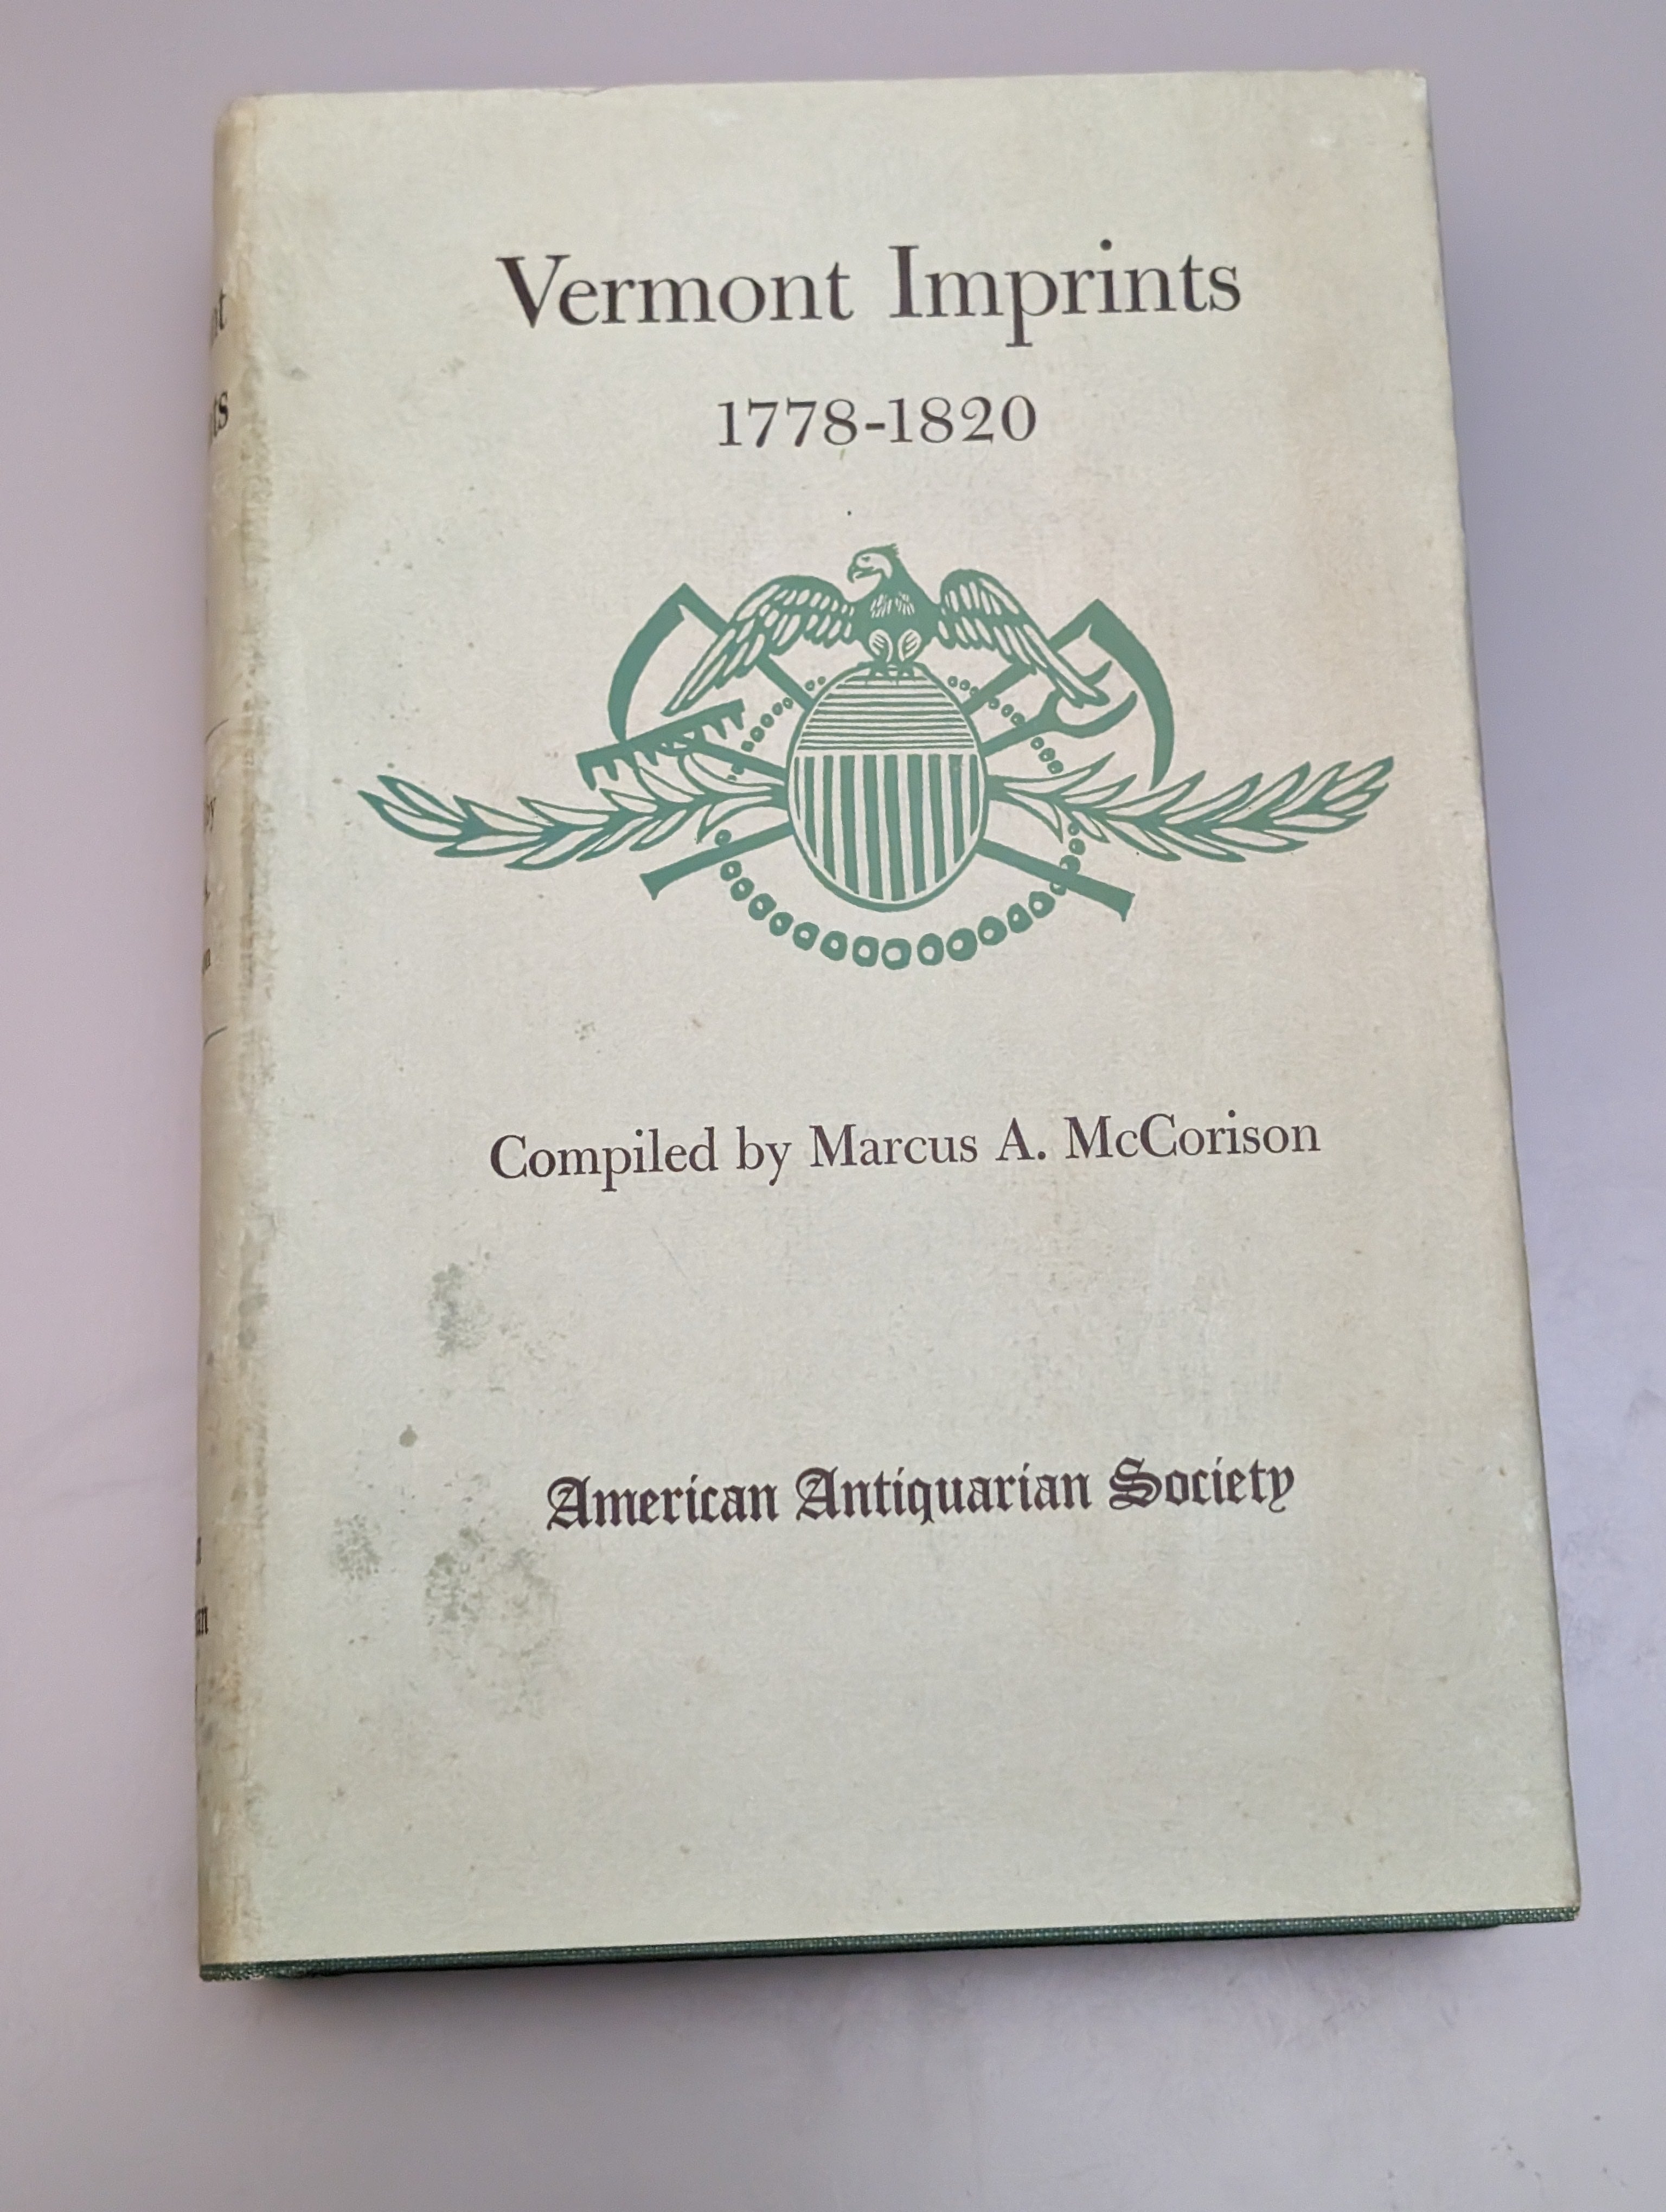 Vermont Imprints
1778-1820
Compiled by Marcus A. McCorison
American Antiquarian Society